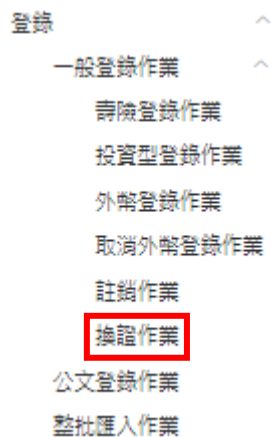 登錄
一般登錄作業
壽險登錄作業
投資型登錄作業
外幣登錄作業
取消外幣登錄作業
註銷作業
換證作業
公文登錄作業
整批匯入作業